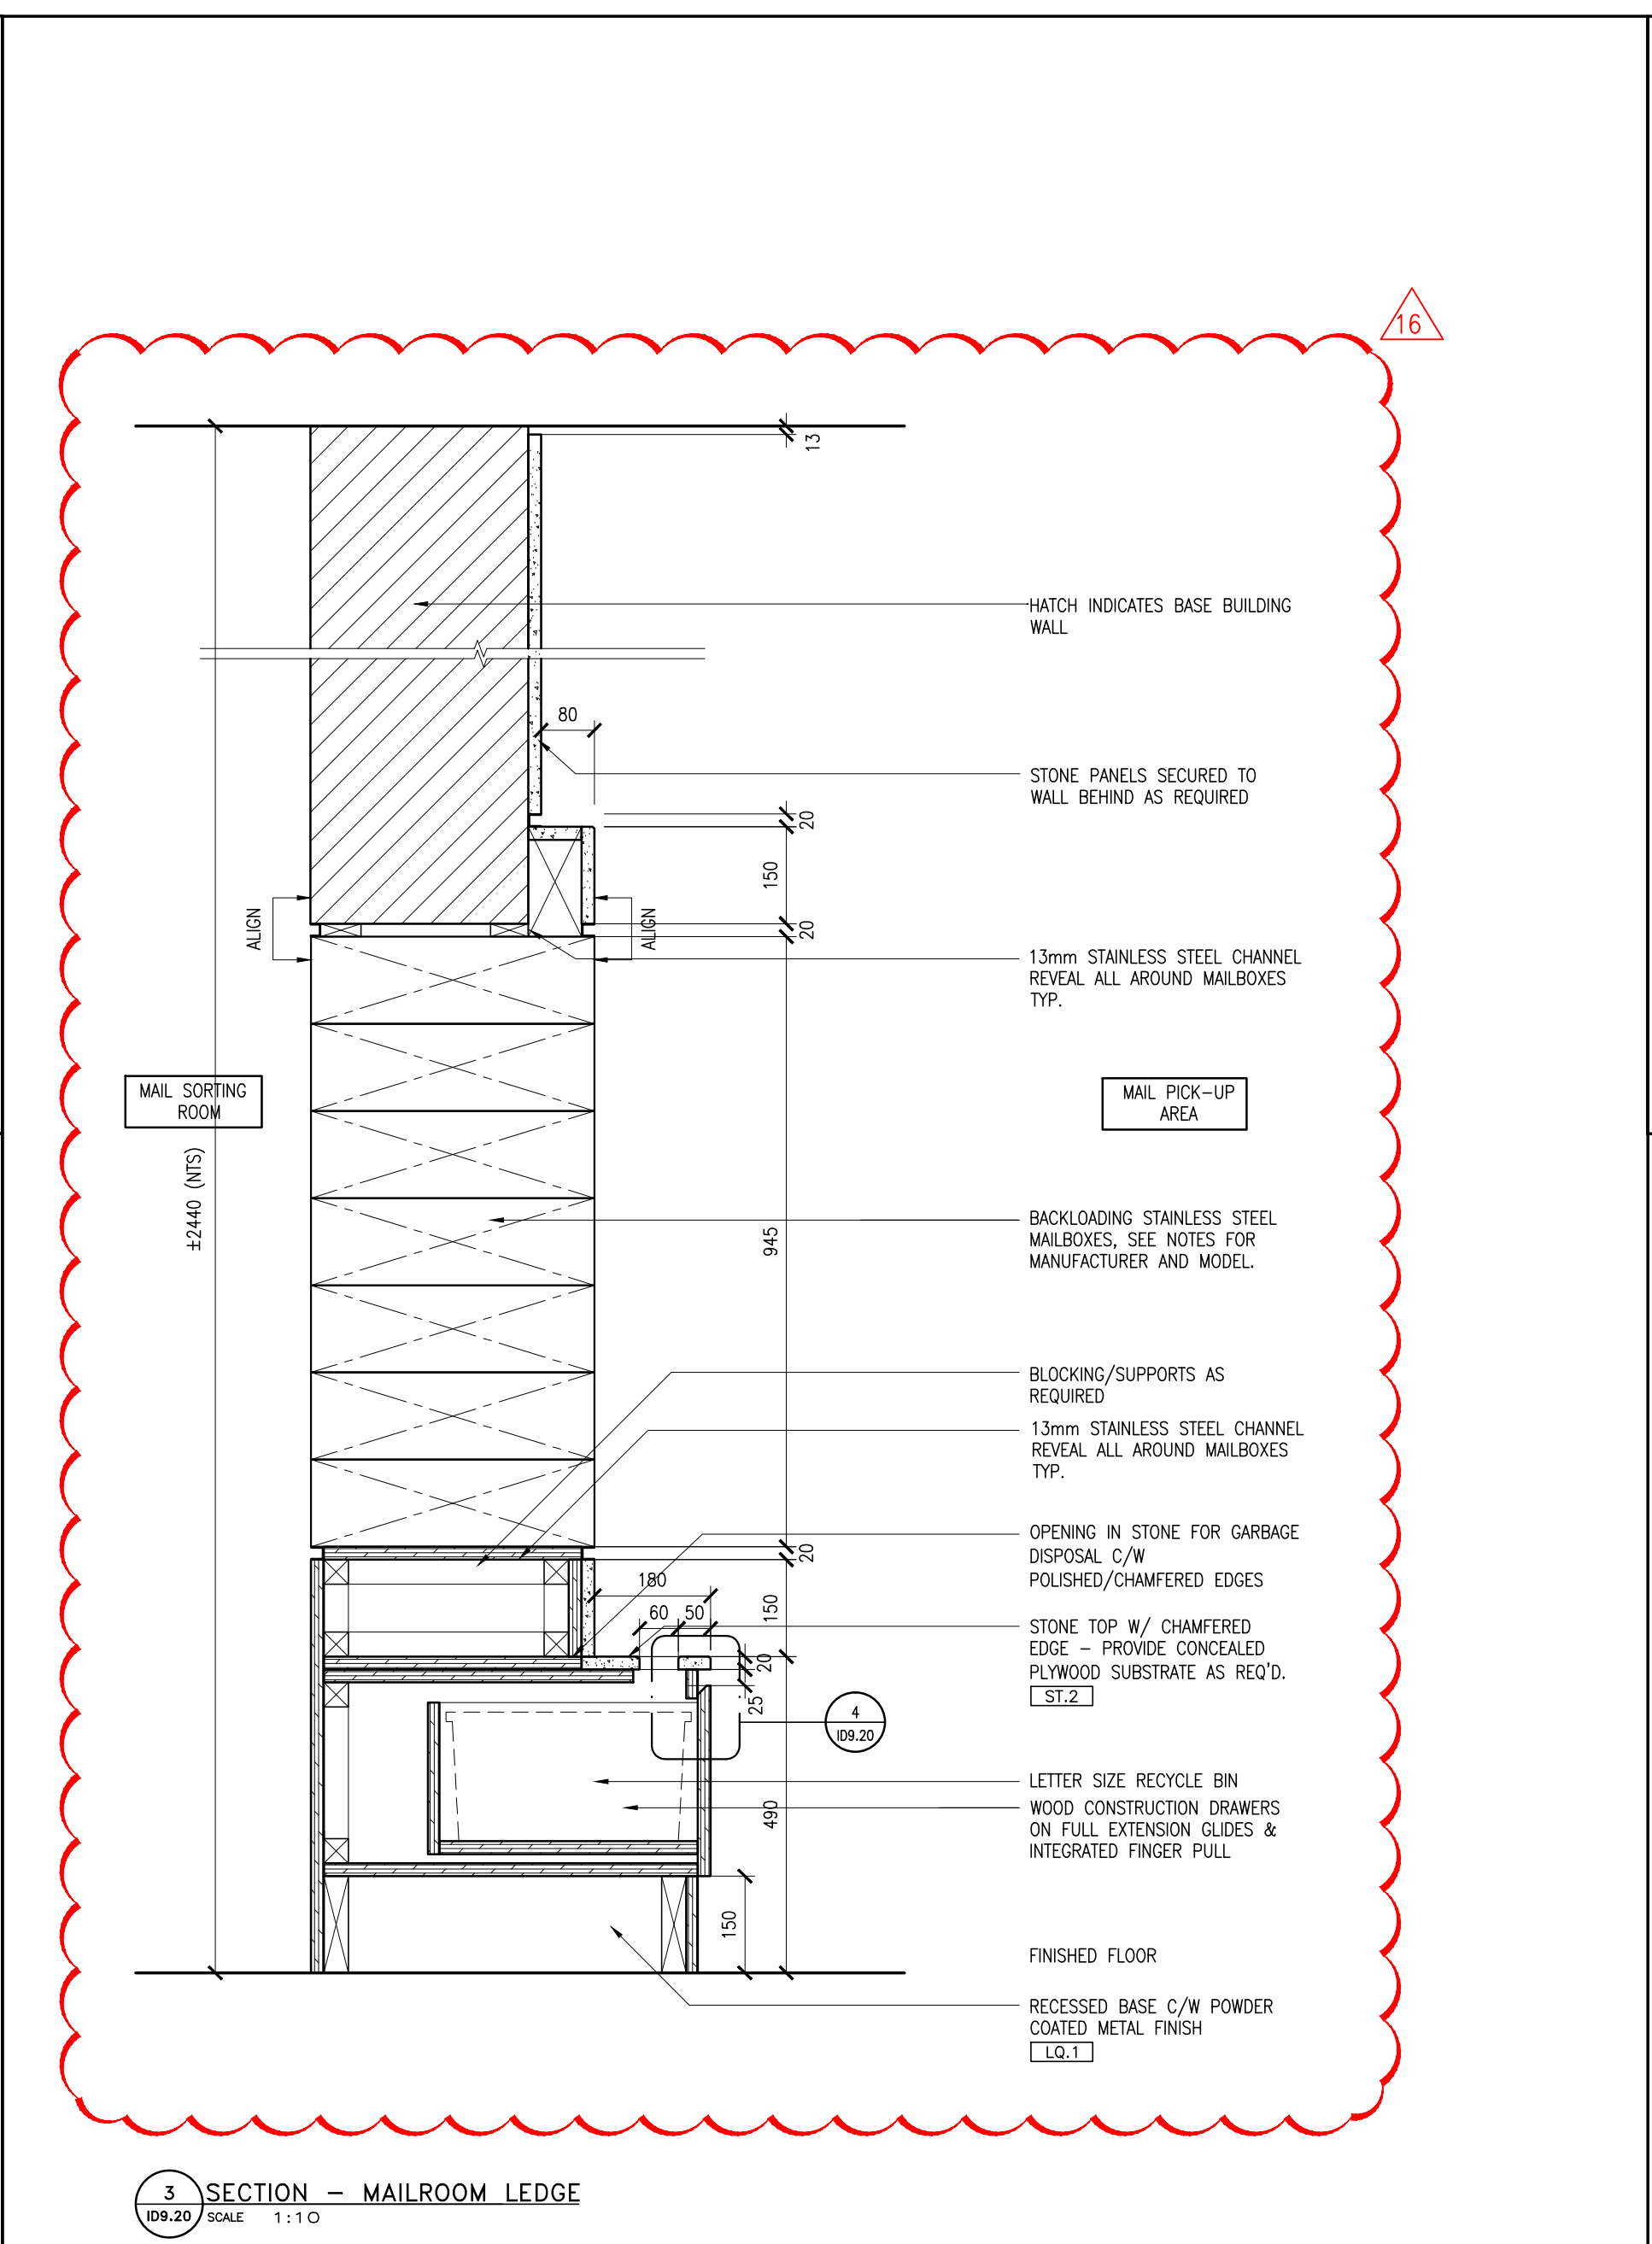 16
13
HATCH INDICATES BASE BUILDING
WALL
80
STONE PANELS SECURED TO
WALL BEHIND AS REQUIRED
20
150
20
ALIGN
ALIGN
13mm STAINLESS STEEL CHANNEL
REVEAL ALL AROUND MAILBOXES
TYP.
MAIL SORTING
ROOM
MAIL PICK-UP
AREA
±2440 (NTS)
945
BACKLOADING STAINLESS STEEL
MAILBOXES, SEE NOTES FOR
MANUFACTURER AND MODEL.
BLOCKING/SUPPORTS AS
REQUIRED
13mm STAINLESS STEEL CHANNEL
REVEAL ALL AROUND MAILBOXES
TYP.
OPENING IN STONE FOR GARBAGE
DISPOSAL C/W
POLISHED/CHAMFERED EDGES
20
180
150
60
50
STONE TOP W/ CHAMFERED
EDGE - PROVIDE CONCEALED
PLYWOOD SUBSTRATE AS REQ'D.
ST.2
20
25
4
ID9.20
LETTER SIZE RECYCLE BIN
WOOD CONSTRUCTION DRAWERS
ON FULL EXTENSION GLIDES &
INTEGRATED FINGER PULL
490
150
FINISHED FLOOR
RECESSED BASE C/W POWDER
COATED METAL FINISH
LQ.1
3
ID9.20
SECTION - MAILROOM LEDGE
SCALE 1:10